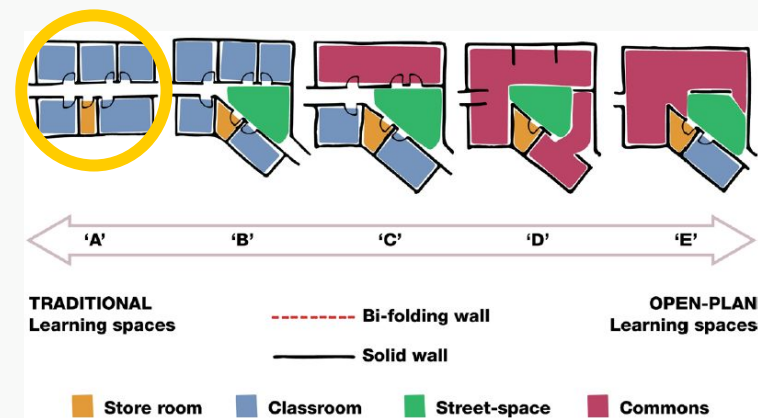 ‘A’ ‘B’ ‘C’ ‘D’ ‘E’
TRADITIONAL
Learning spaces
Bi-folding wall
Solid wall
OPEN-PLAN
Learning spaces
Store room Classroom Street-space Commons